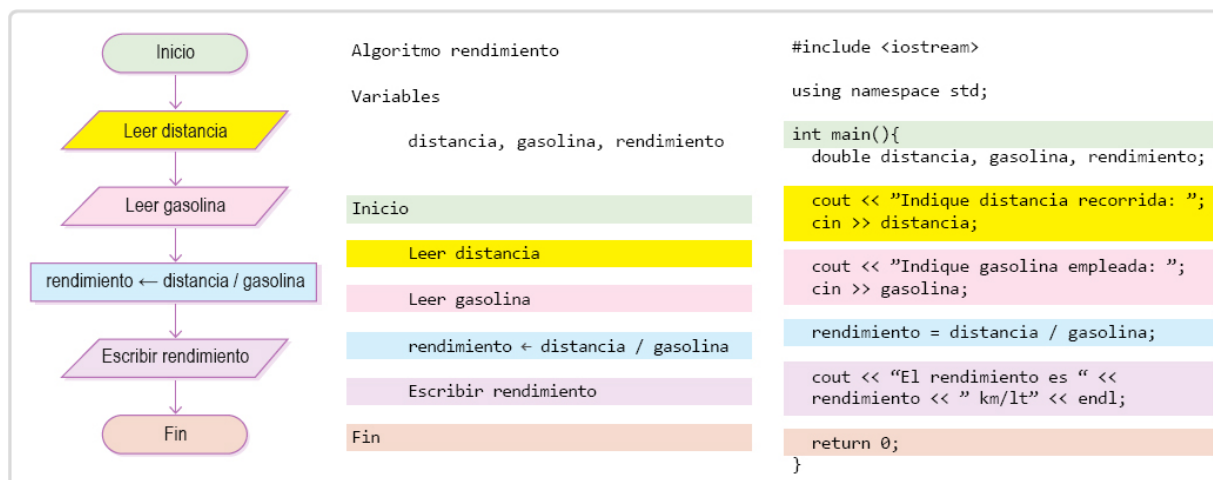 Inicio
Leer distancia
Leer gasolina
rendimiento ← distancia / gasolina
Escribir rendimiento
Fin
Algoritmo rendimiento
Variables
distancia, gasolina, rendimiento
Inicio
Leer distancia
Leer gasolina
rendimiento ← distancia / gasolina
Escribir rendimiento
Fin
#include <iostream>
using namespace std;
int main(){
double distancia, gasolina, rendimiento;
cout << ”Indique distancia recorrida: ”;
cin >> distancia;
cout << ”Indique gasolina empleada: ”;
cin >> gasolina;
rendimiento = distancia / gasolina;
cout << “El rendimiento es “ <<
rendimiento << ” km/lt” << endl;
return 0;
}